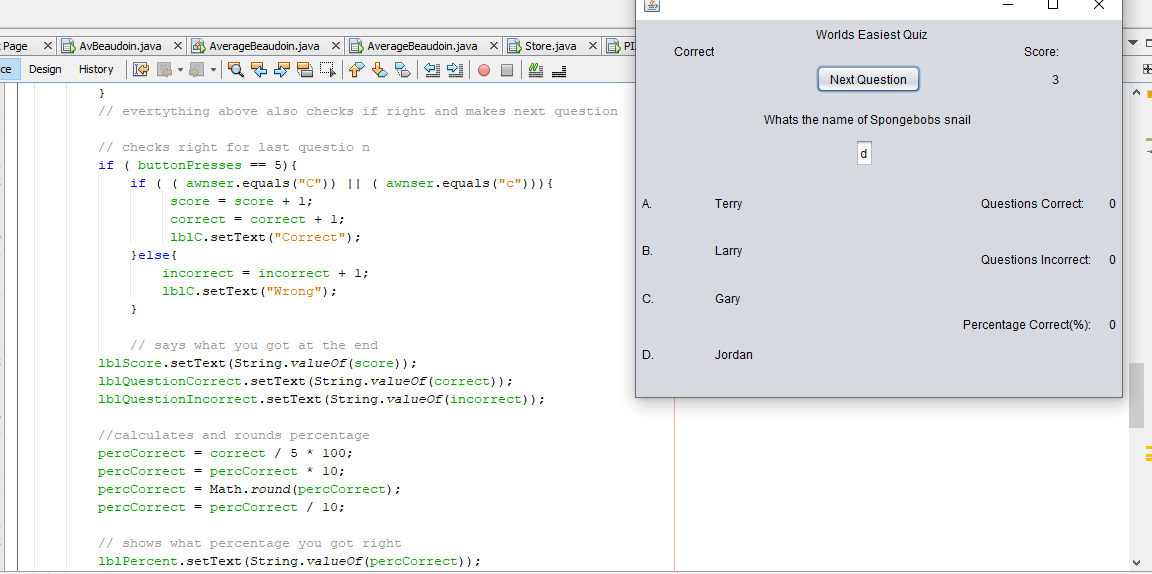 Page
AvBeaudoin.java
AverageBeaudoin.java
AverageBeaudoin.java
Store.java
Design
History
}
// evertything above also checks if right and makes next question
// checks right for last questio n
if ( buttonPresses == 5){
if ( ( awnser.equals("C")) || ( awnser.equals("c"))){
score = score + 1;
correct = correct + 1;
lblC.setText("Correct");
}else{
incorrect = incorrect + 1;
lblC.setText("Wrong");
}
// says what you got at the end
lblScore.setText(String.valueOf(score));
lblQuestionCorrect.setText(String.valueOf(correct));
lblQuestionIncorrect.setText(String.valueOf(incorrect));
//calculates and rounds percentage
percCorrect = correct / 5 * 100;
percCorrect = percCorrect * 10;
percCorrect = Math.round(percCorrect);
percCorrect = percCorrect / 10;
// shows what percentage you got right
lblPercent.setText(String.valueOf(percCorrect));
Worlds Easiest Quiz
Correct
Score:
Next Question
3
Whats the name of Spongebobs snail
d
A. Terry
Questions Correct: 0
B. Larry
Questions Incorrect: 0
C. Gary
Percentage Correct(%): 0
D. Jordan